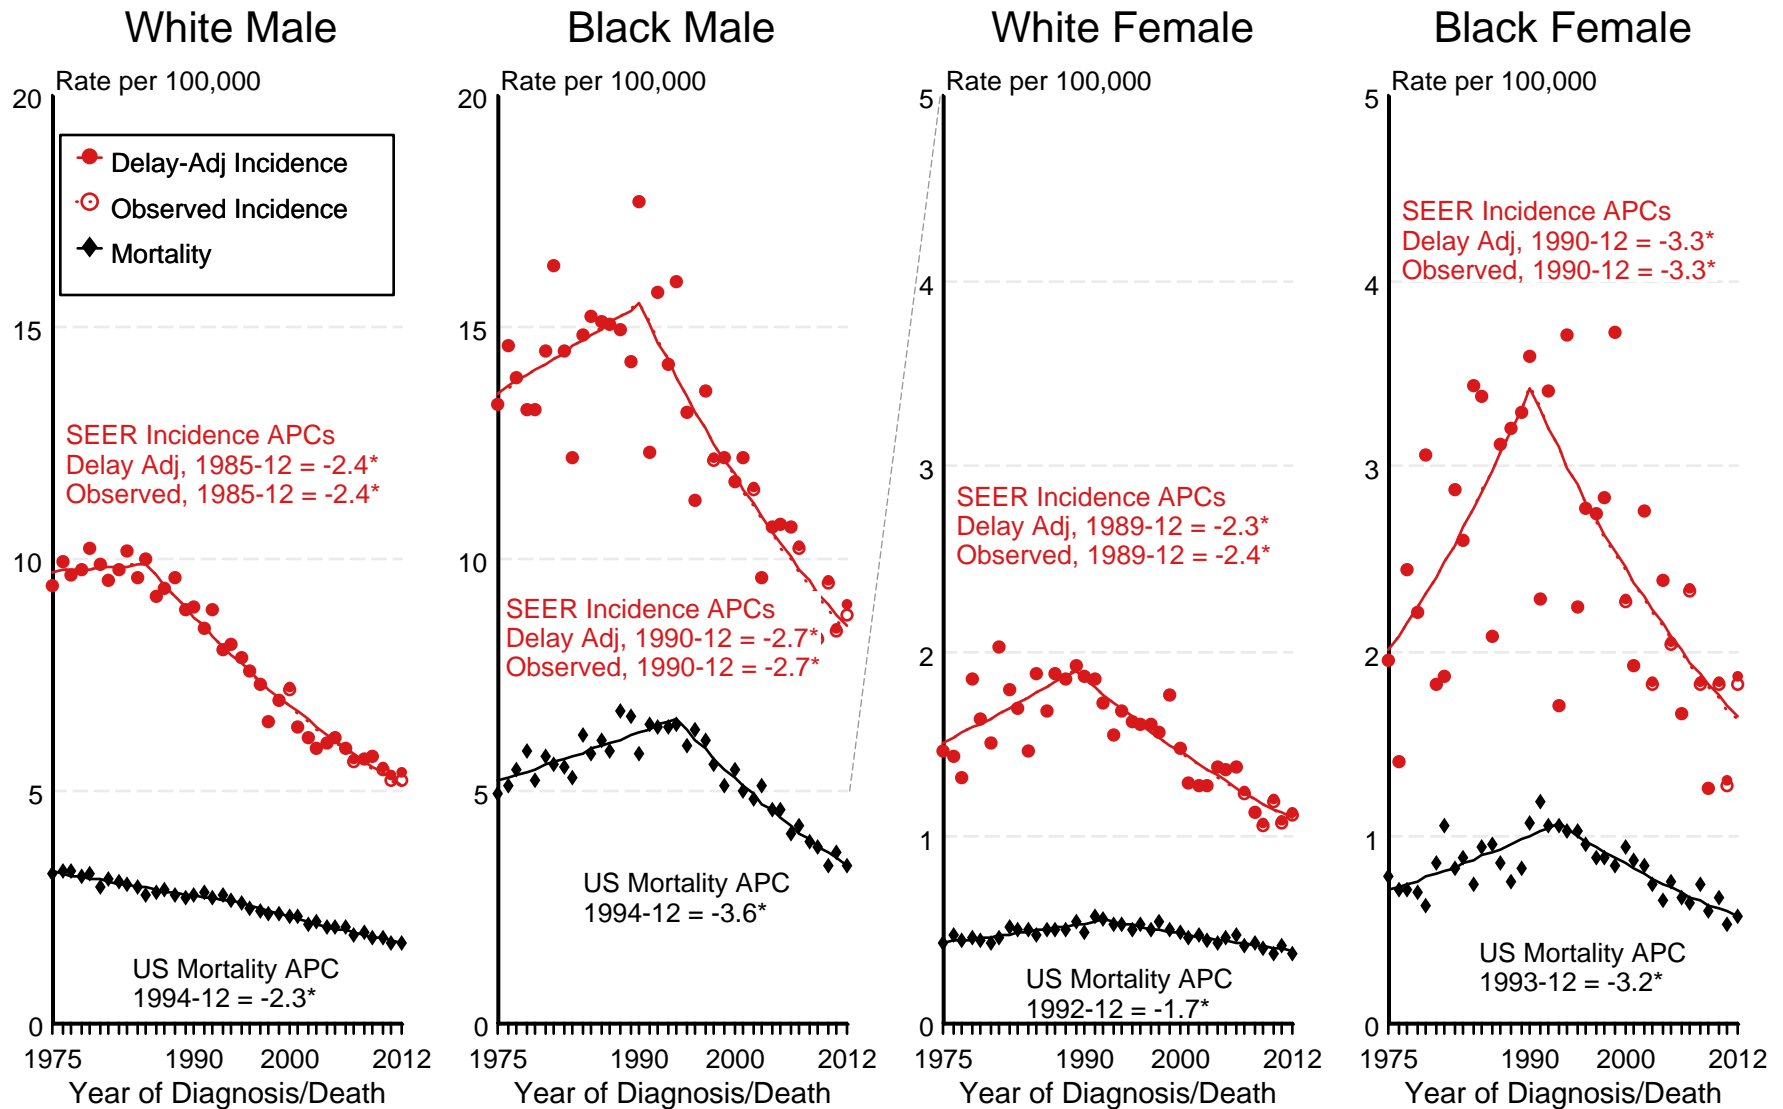 White Male
Rate per 100,000
20
15
10
5
0
Delay-Adj Incidence
Observed Incidence
Mortality
SEER Incidence APCs
Delay Adj, 1985-12 = -2.4*
Observed, 1985-12 = -2.4*
US Mortality APC
1994-12 = -2.3*
1975 1990 2000 2012
Year of Diagnosis/Death
Black Male
Rate per 100,000
20
15
10
5
0
SEER Incidence APCs
Delay Adj, 1990-12 = -2.7*
Observed, 1990-12 = -2.7*
US Mortality APC
1994-12 = -3.6*
1975 1990 2000 2012
Year of Diagnosis/Death
White Female
Rate per 100,000
5
4
3
2
1
0
SEER Incidence APCs
Delay Adj, 1989-12 = -2.3*
Observed, 1989-12 = -2.4*
US Mortality APC
1992-12 = -1.7*
1975 1990 2000 2012
Year of Diagnosis/Death
Black Female
Rate per 100,000
5
4
3
2
1
0
SEER Incidence APCs
Delay Adj, 1990-12 = -3.3*
Observed, 1990-12 = -3.3*
US Mortality APC
1993-12 = -3.2*
1975 1990 2000 2012
Year of Diagnosis/Death